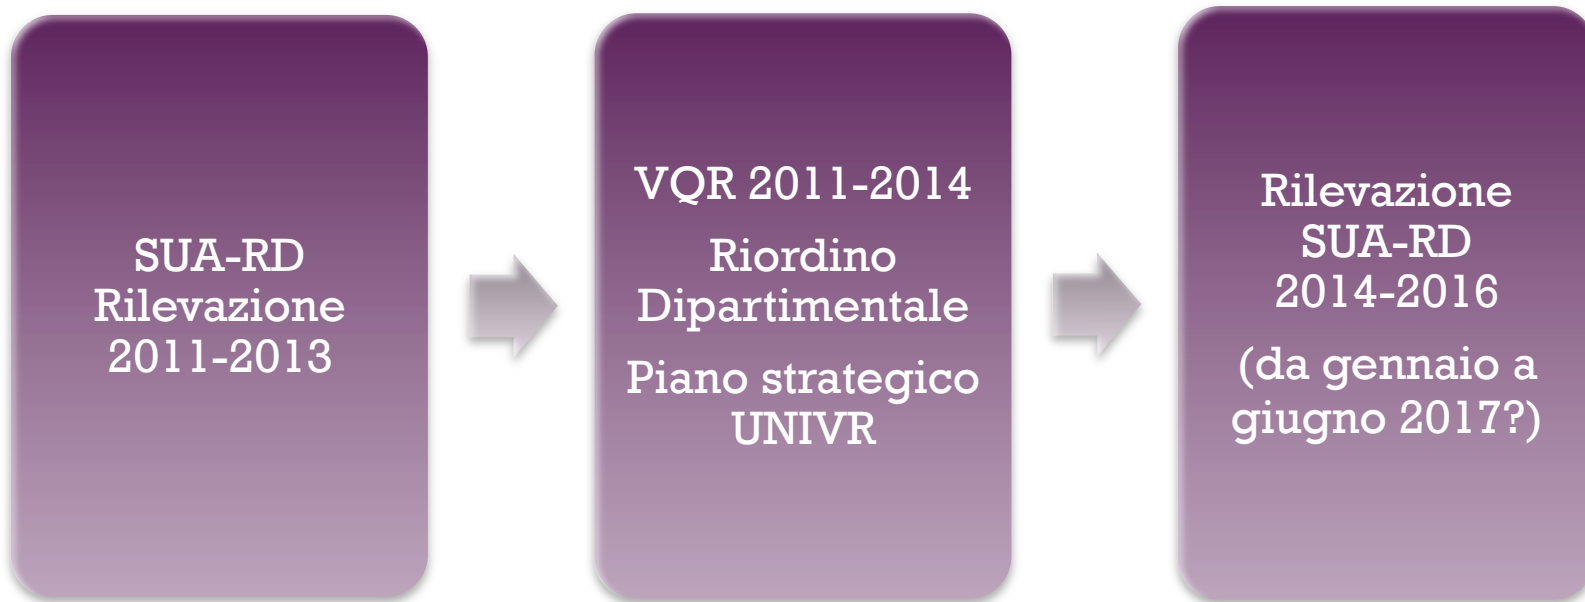 SUA-RD
Rilevazione
2011-2013
VQR 2011-2014
Riordino
Dipartimentale
Piano strategico
UNIVR
Rilevazione
SUA-RD
2014-2016
(da gennaio a
giugno 2017?)